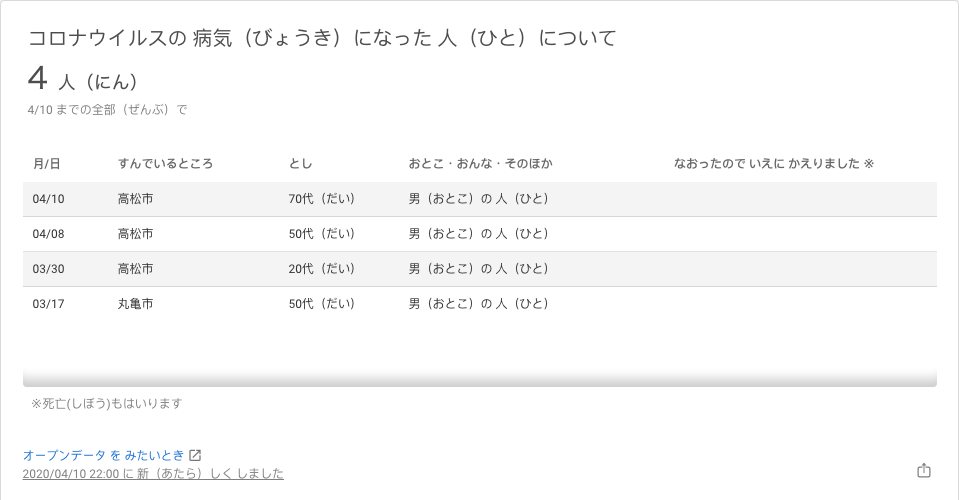 コロナウイルスの 病気（びょうき）になった 人（ひと）について
4 人（にん）
4/10 までの全部（ぜんぶ）で
月/日 すんでいるところ とし おとこ・おんな・そのほか なおったので いえに かえりました ※
04/10 高松市 70代（だい） 男（おとこ）の 人（ひと）
04/08 高松市 50代（だい） 男（おとこ）の 人（ひと）
03/30 高松市 20代（だい） 男（おとこ）の 人（ひと）
03/17 丸亀市 50代（だい） 男（おとこ）の 人（ひと）
※死亡(しぼう)もはいります
オープンデータ を みたいとき
2020/04/10 22:00 に 新（あたら）しく しました